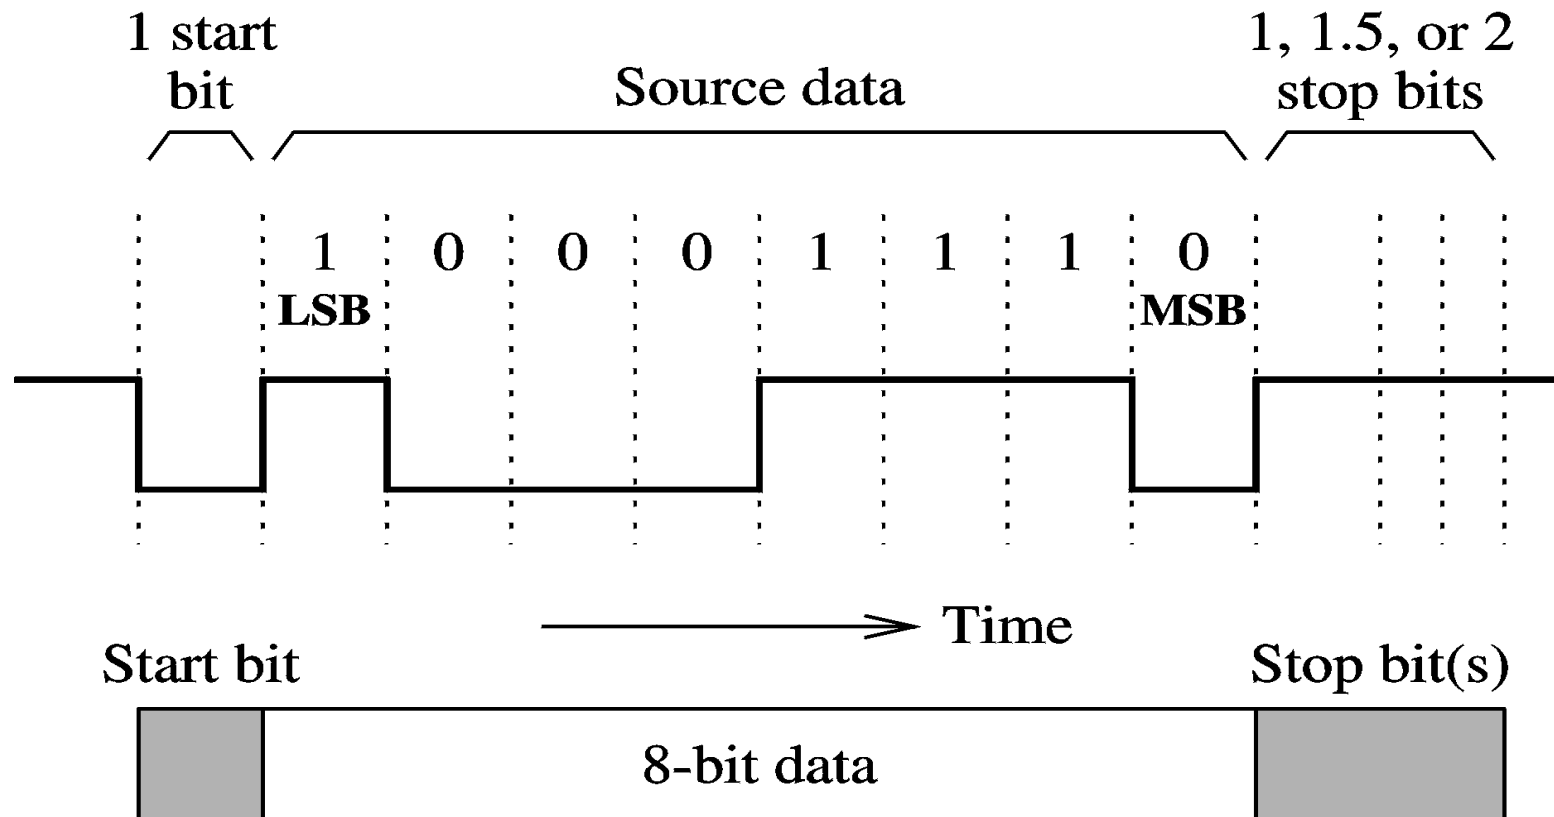 1 start
bit
Source data
1, 1.5, or 2
stop bits
1 0 0 0 1 1 1 0
LSB MSB
Time
Start bit
Stop bit(s)
8-bit data